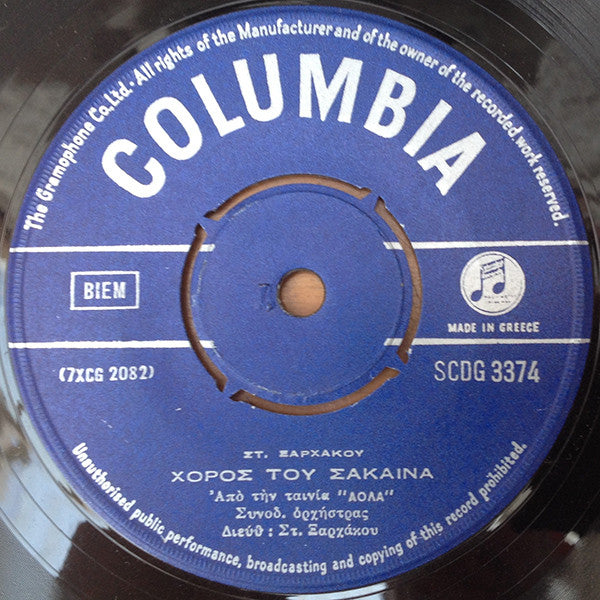 The Gramophone Co. Ltd. · All rights of the Manufacturer and of the owner of the recorded work reserved.
COLUMBIA
BIEM
MADE IN GREECE
(7XCG 2082)
SCDG 3374
ΣΤ. ΞΑΡΧΑΚΟΥ
ΧΟΡΟΣ ΤΟΥ ΣΑΚΑΙΝΑ
Ἀπὸ τὴν ταινία "ΛΟΛΑ"
Συνοδ. ὀρχήστρας
Διεύθ : Στ. Ξαρχάκου
Unauthorised public performance, broadcasting and copying of this record prohibited.